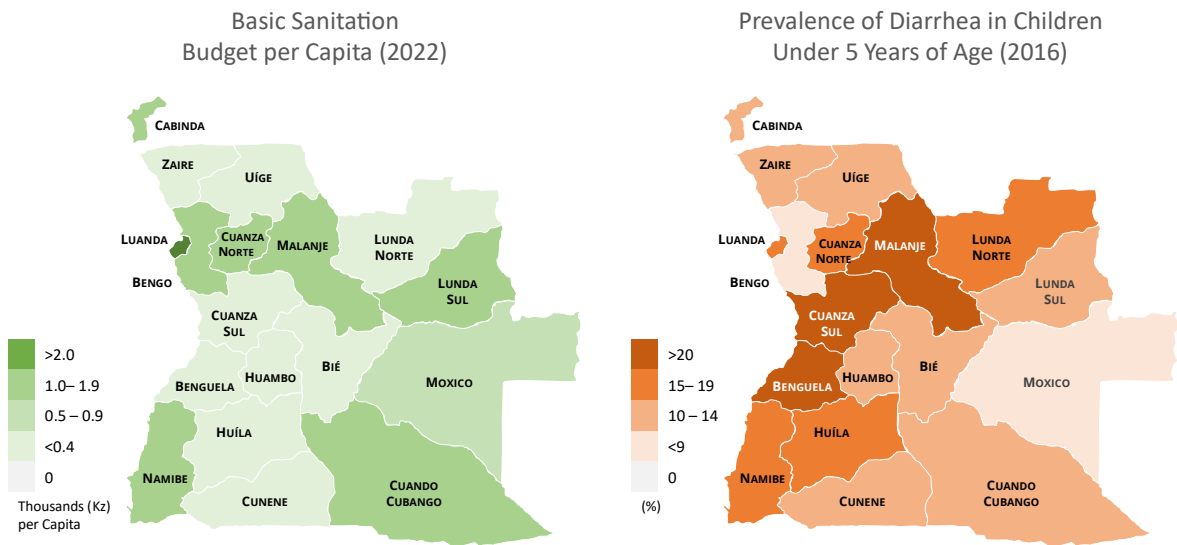 Basic Sanitation
Budget per Capita (2022)
CABINDA
ZAIRE
UÍGE
LUANDA
CUANZA
NORTE
MALANJE
LUNDA
NORTE
BENGO
LUNDA
SUL
CUANZA
SUL
BENGUELA
HUAMBO
BIÉ
MOXICO
HUÍLA
NAMIBE
CUNENE
CUANDO
CUBANGO
>2.0
1.0– 1.9
0.5 – 0.9
<0.4
0
Thousands (Kz)
per Capita
Prevalence of Diarrhea in Children
Under 5 Years of Age (2016)
CABINDA
ZAIRE
UÍGE
LUANDA
CUANZA
NORTE
MALANJE
LUNDA
NORTE
BENGO
LUNDA
SUL
CUANZA
SUL
BENGUELA
HUAMBO
BIÉ
MOXICO
HUÍLA
NAMIBE
CUNENE
CUANDO
CUBANGO
>20
15– 19
10 – 14
<9
0
(%)